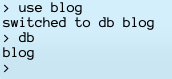 > use blog
switched to db blog
> db
blog
>